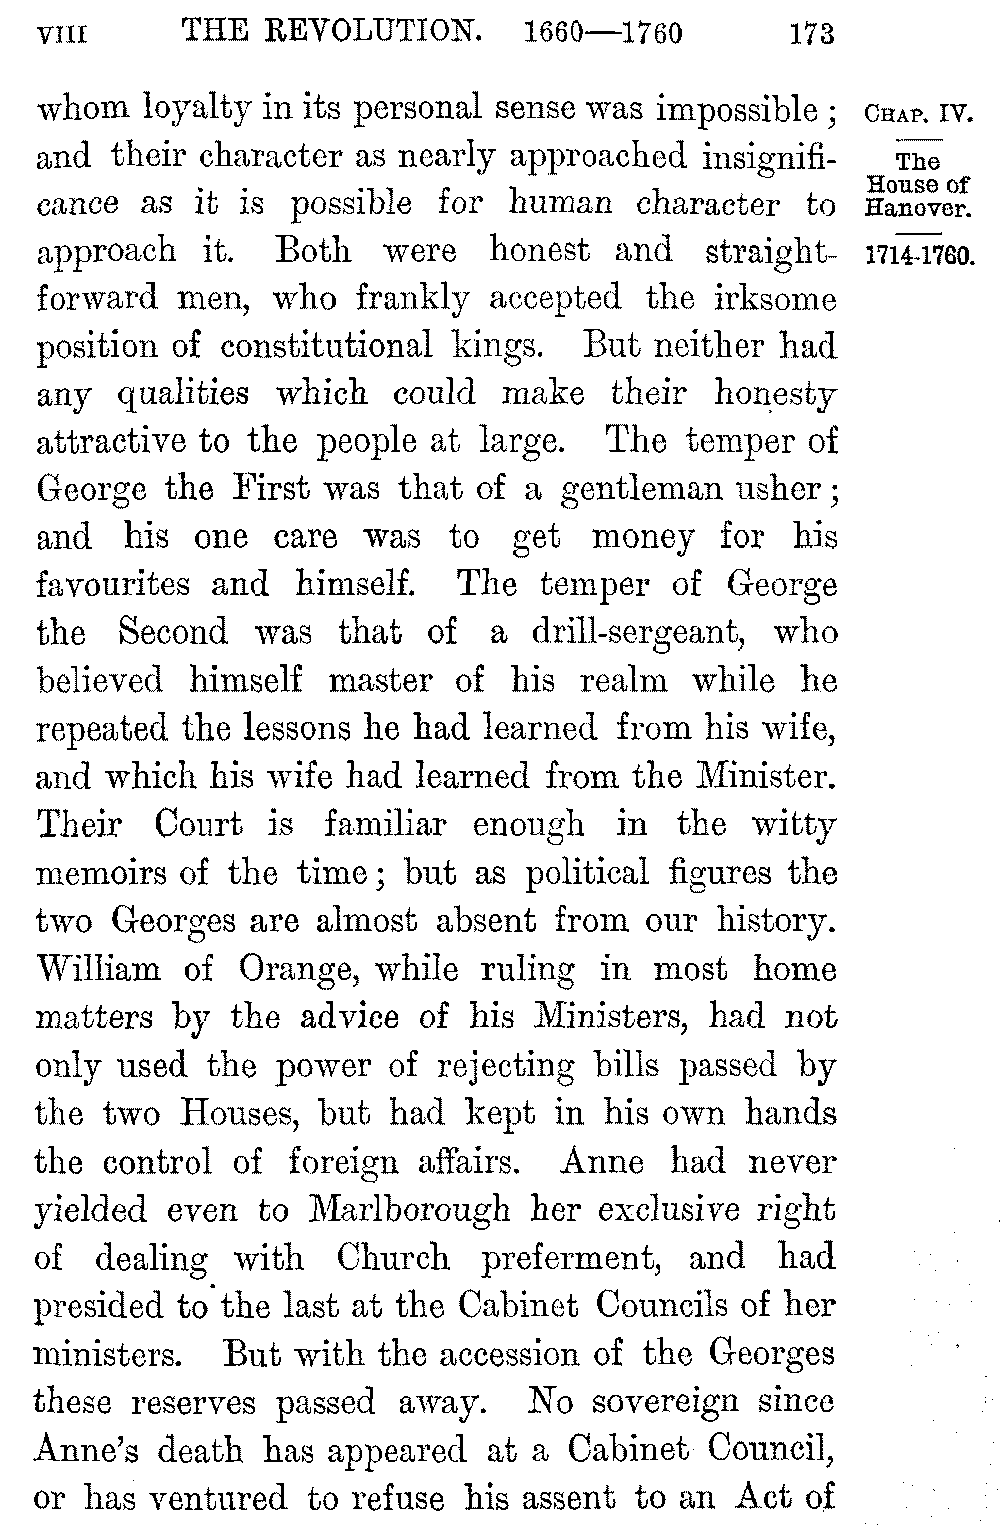 VIII THE REVOLUTION. 1660—1760 173
whom loyalty in its personal sense was impossible;
and their character as nearly approached insignifi-
cance as it is possible for human character to
approach it. Both were honest and straight-
forward men, who frankly accepted the irksome
position of constitutional kings. But neither had
any qualities which could make their honesty
attractive to the people at large. The temper of
George the First was that of a gentleman usher;
and his one care was to get money for his
favourites and himself. The temper of George
the Second was that of a drill-sergeant, who
believed himself master of his realm while he
repeated the lessons he had learned from his wife,
and which his wife had learned from the Minister.
Their Court is familiar enough in the witty
memoirs of the time; but as political figures the
two Georges are almost absent from our history.
William of Orange, while ruling in most home
matters by the advice of his Ministers, had not
only used the power of rejecting bills passed by
the two Houses, but had kept in his own hands
the control of foreign affairs. Anne had never
yielded even to Marlborough her exclusive right
of dealing with Church preferment, and had
presided to the last at the Cabinet Councils of her
ministers. But with the accession of the Georges
these reserves passed away. No sovereign since
Anne's death has appeared at a Cabinet Council,
or has ventured to refuse his assent to an Act of
CHAP. IV.
The
House of
Hanover.
1714-1760.